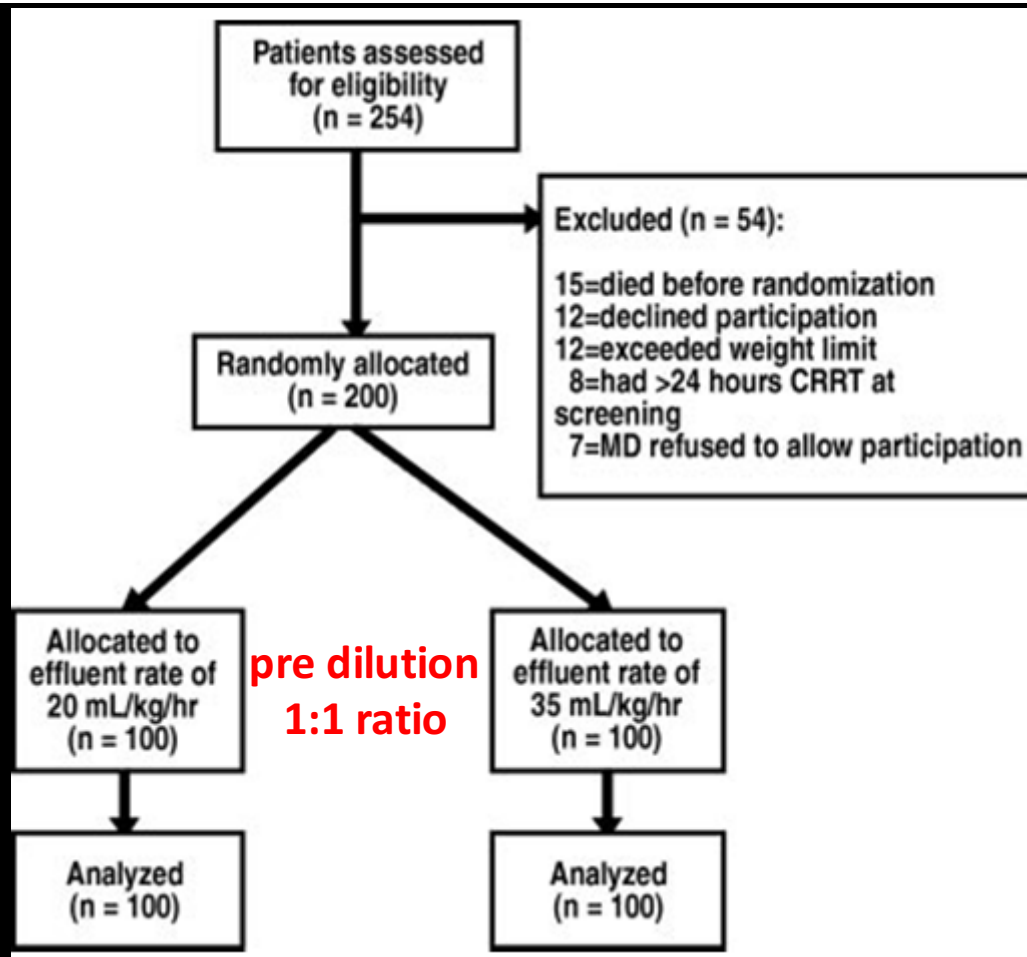 Patients assessed
for eligibility
(n = 254)
Excluded (n = 54):
15=died before randomization
12=declined participation
12=exceeded weight limit
8=had >24 hours CRRT at
screening
7=MD refused to allow participation
Randomly allocated
(n = 200)
Allocated to
effluent rate of
20 mL/kg/hr
(n = 100)
pre dilution
1:1 ratio
Allocated to
effluent rate of
35 mL/kg/hr
(n = 100)
Analyzed
(n = 100)
Analyzed
(n = 100)